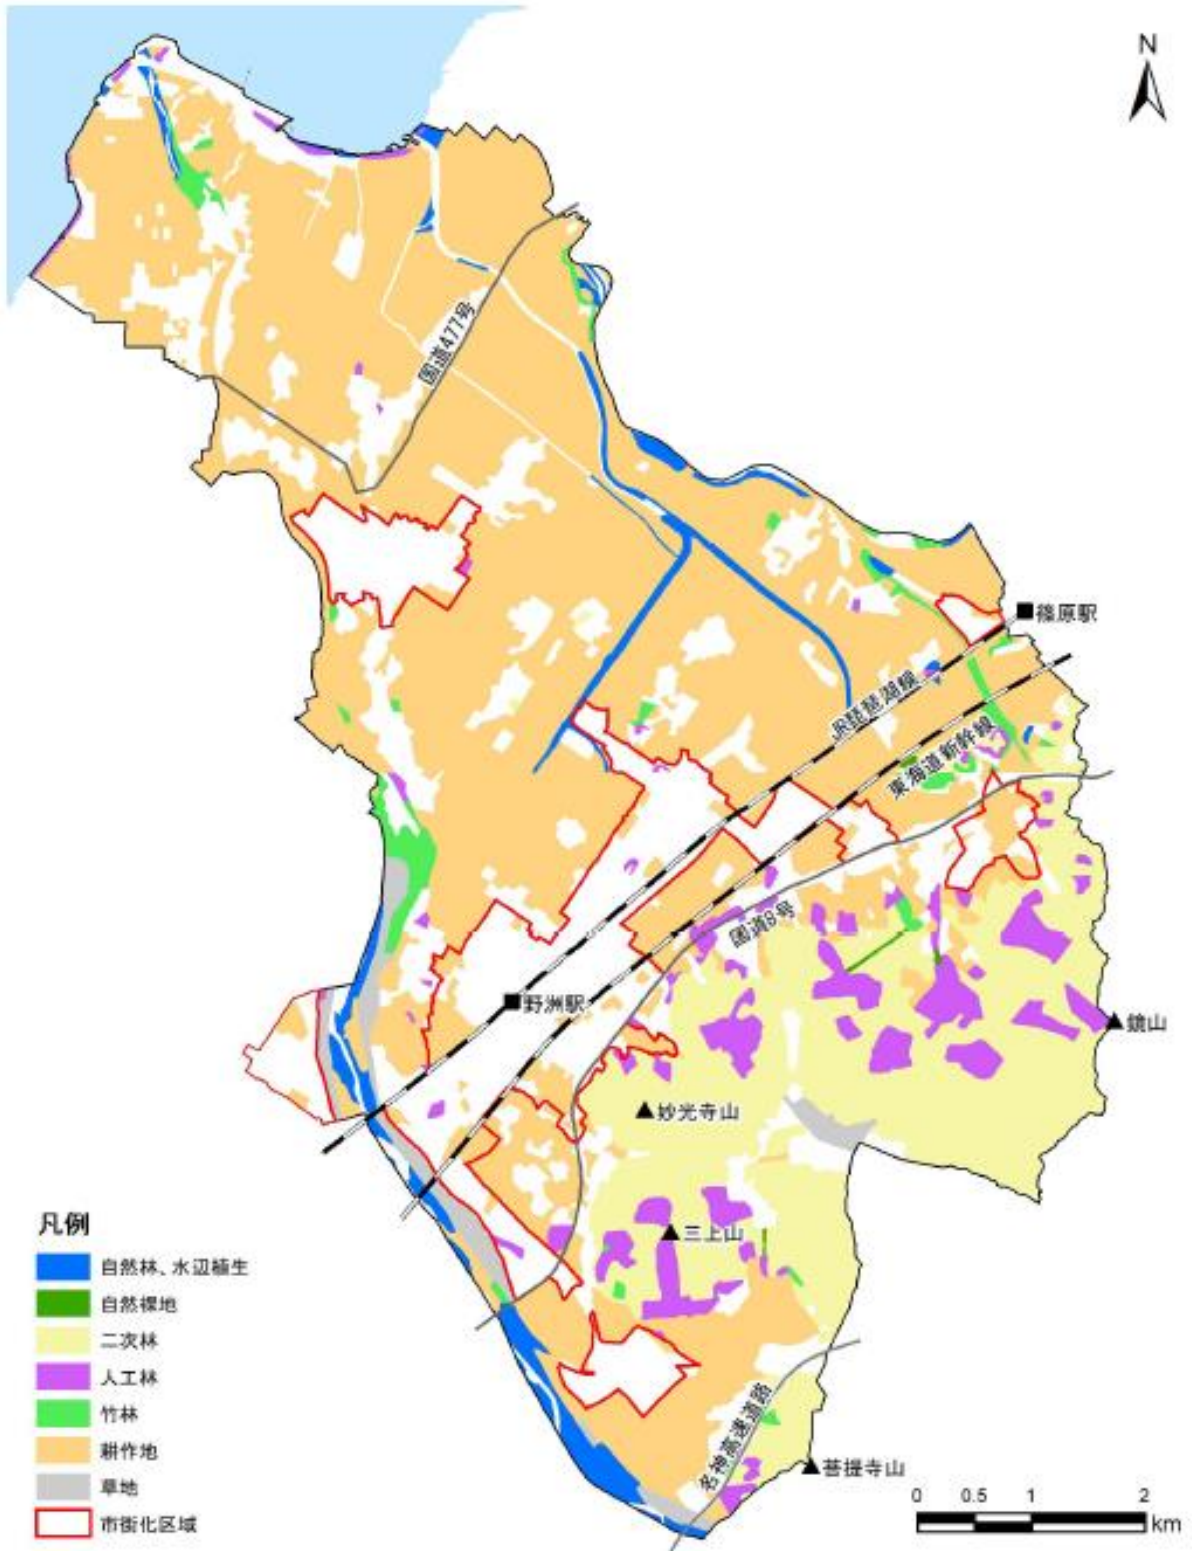 N
国道477号
篠原駅
JR琵琶湖線
東海道新幹線
国道8号
野洲駅
鏡山
妙光寺山
三上山
名神高速道路
菩提寺山
凡例
自然林、水辺植生
自然裸地
二次林
人工林
竹林
耕作地
草地
市街化区域
0 0.5 1 2
km